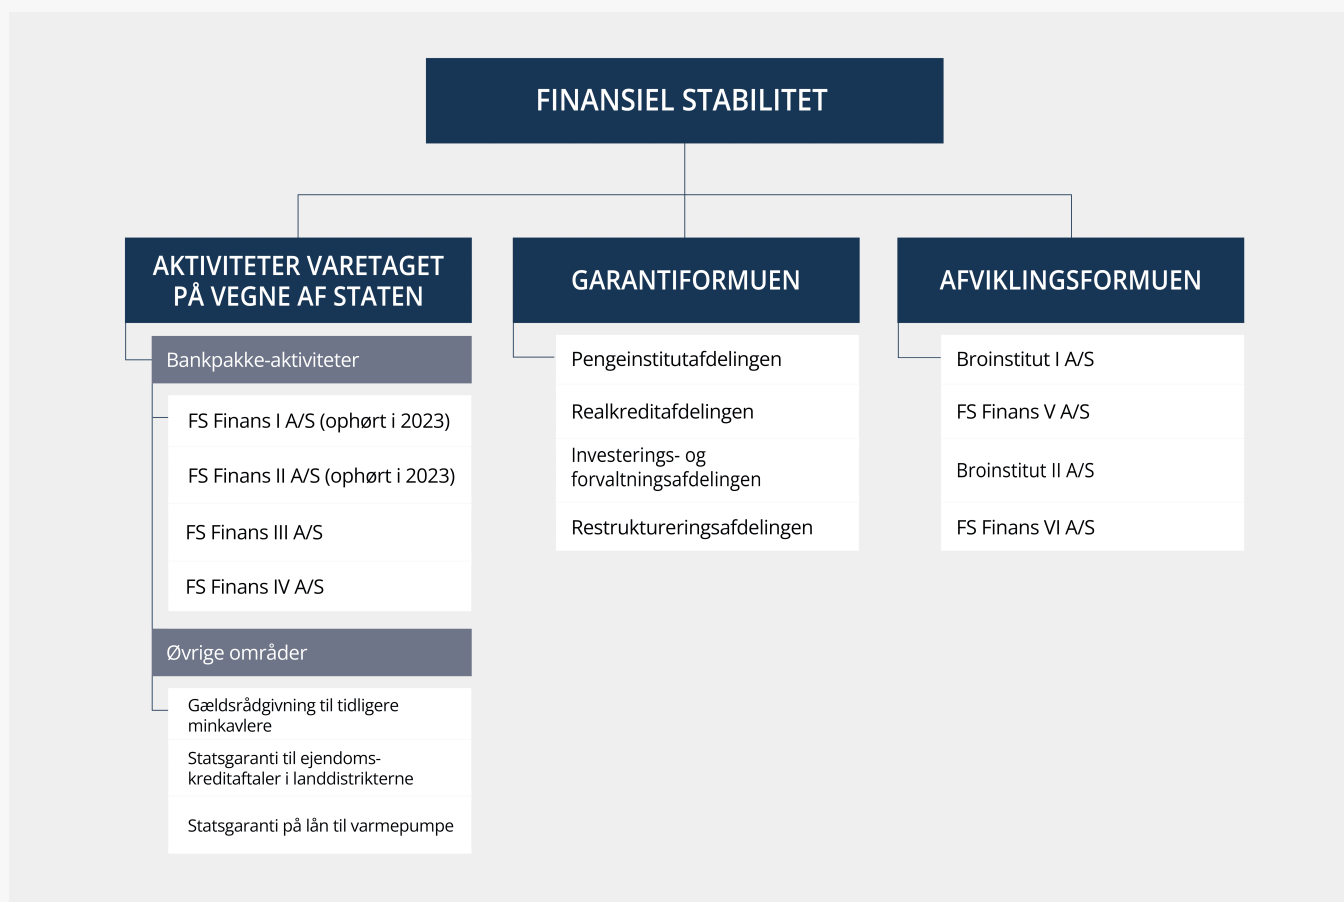 FINANSIEL STABILITET
AKTIVITETER VARETAGET
PÅ VEGNE AF STATEN
Bankpakke-aktiviteter
FS Finans I A/S (ophørt i 2023)
FS Finans II A/S (ophørt i 2023)
FS Finans III A/S
FS Finans IV A/S
Øvrige områder
Gældsrådgivning til tidligere
minkavlere
Statsgaranti til ejendoms-
kreditaftaler i landdistrikterne
Statsgaranti på lån til varmepumpe
GARANTIFORMUEN
Pengeinstitutafdelingen
Realkreditafdelingen
Investerings- og
forvaltningsafdelingen
Restruktureringsafdelingen
AFVIKLINGSFORMUEN
Broinstitut I A/S
FS Finans V A/S
Broinstitut II A/S
FS Finans VI A/S